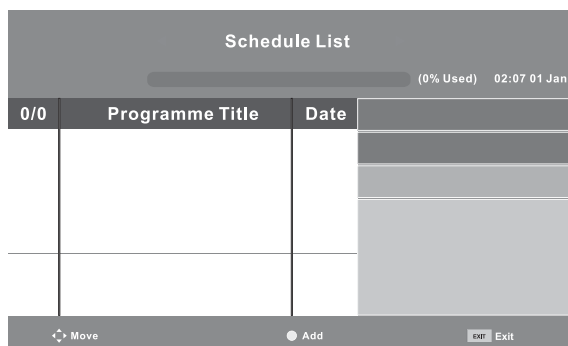 Schedule List
(0% Used) 02:07 01 Jan
0/0 Programme Title Date
Move Add EXIT Exit